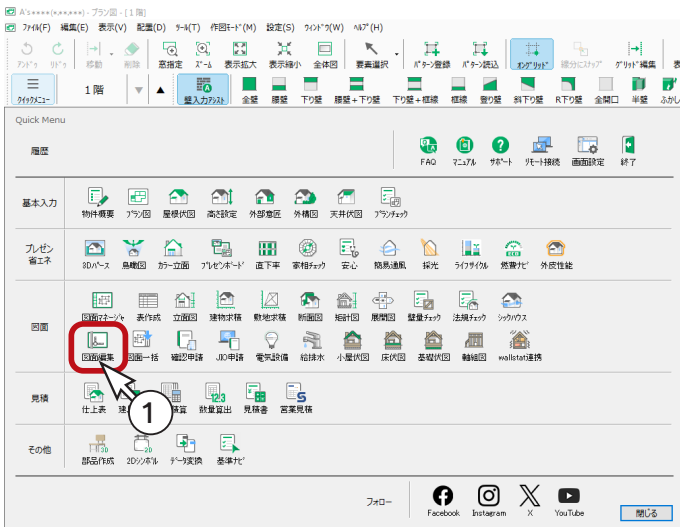 A's****(*.**,***) - プラン図 - [1階]
ファイル(F) 編集(E) 表示(V) 配置(D) ツール(T) 作図モード(M) 設定(S) ウィンドウ(W) ヘルプ(H)
アンドゥ リドゥ 移動 削除 窓指定 ズーム 表示拡大 表示縮小 全体図 要素選択 パターン登録 パターン読込 オングリッド 線分にスナップ グリッド編集 表
クイックメニュー 1階 ▼ ▲ 壁入力アシスト 全壁 腰壁 下り壁 腰壁+下り壁 下り壁+框線 框線 登り壁 斜下り壁 R下り壁 全開口 半壁 ふかし
Quick Menu
履歴 FAQ マニュアル サポート リモート接続 画面設定 終了
基本入力 物件概要 プラン図 屋根伏図 高さ設定 外部意匠 外構図 天井伏図 プランチェック
プレゼン
省エネ
3Dパース 鳥瞰図 カラー立面 プレゼンボード 直下率 家相チェック 安心 簡易通風 採光 ライフサイクル 燃費ナビ 外皮性能
図面
図面マネージャ 表作成 立面図 建物求積 敷地求積 断面図 矩計図 展開図 壁量チェック 法規チェック シックハウス
図面編集 図面一括 確認申請 JIO申請 電気設備 給排水 小屋伏図 床伏図 基礎伏図 軸組図 wallstat連携
見積 仕上表 建 積算 数量算出 見積書 営業見積
1
その他 部品作成 2Dシンボル データ変換 基準ナビ
フォロー Facebook Instagram X YouTube 閉じる